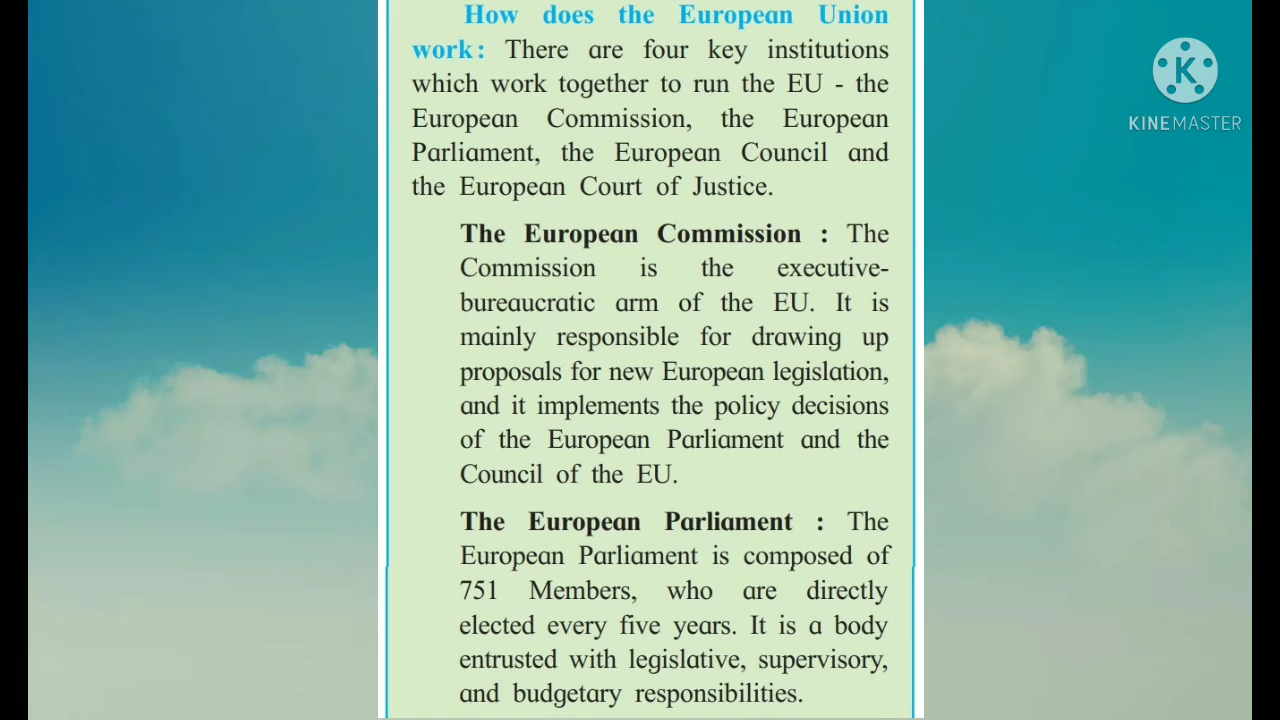 How does the European Union
work: There are four key institutions
which work together to run the EU - the
European Commission, the European
Parliament, the European Council and
the European Court of Justice.
The European Commission : The
Commission is the executive-
bureaucratic arm of the EU. It is
mainly responsible for drawing up
proposals for new European legislation,
and it implements the policy decisions
of the European Parliament and the
Council of the EU.
The European Parliament : The
European Parliament is composed of
751 Members, who are directly
elected every five years. It is a body
entrusted with legislative, supervisory,
and budgetary responsibilities.
K
KINEMASTER